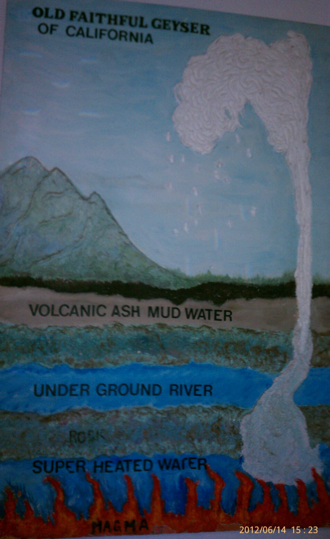 OLD FAITHFUL GEYSER
OF CALIFORNIA
VOLCANIC ASH MUD WATER
UNDER GROUND RIVER
ROCK
SUPER HEATED WATER
MAGMA
2012/06/14 15:23